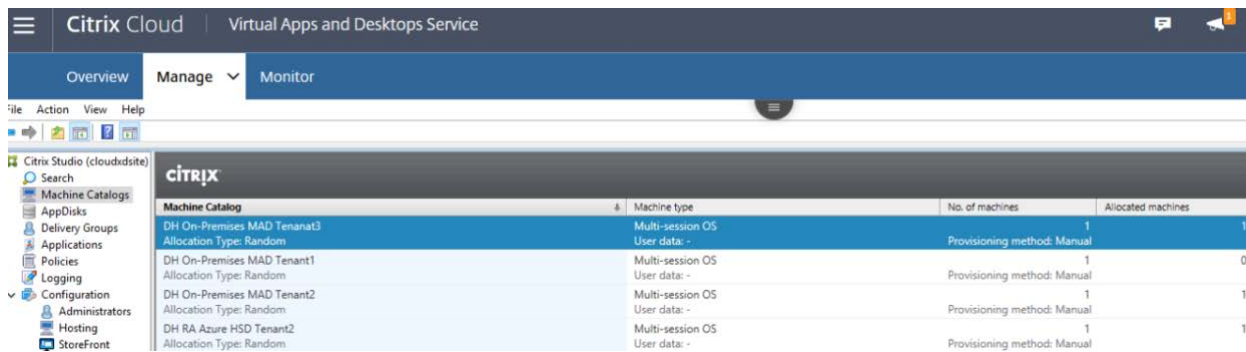 Citrix Cloud Virtual Apps and Desktops Service 1
Overview Manage Monitor
File Action View Help
Citrix Studio (cloudxdsite)
Search
Machine Catalogs
AppDisks
Delivery Groups
Applications
Policies
Logging
Configuration
Administrators
Hosting
StoreFront
CITRIX
Machine Catalog Machine type No. of machines Allocated machines
DH On-Premises MAD Tenanat3 Multi-session OS 1 1
Allocation Type: Random User data: - Provisioning method: Manual
DH On-Premises MAD Tenant1 Multi-session OS 1 0
Allocation Type: Random User data: - Provisioning method: Manual
DH On-Premises MAD Tenant2 Multi-session OS 1 1
Allocation Type: Random User data: - Provisioning method: Manual
DH RA Azure HSD Tenant2 Multi-session OS 1 1
Allocation Type: Random User data: - Provisioning method: Manual